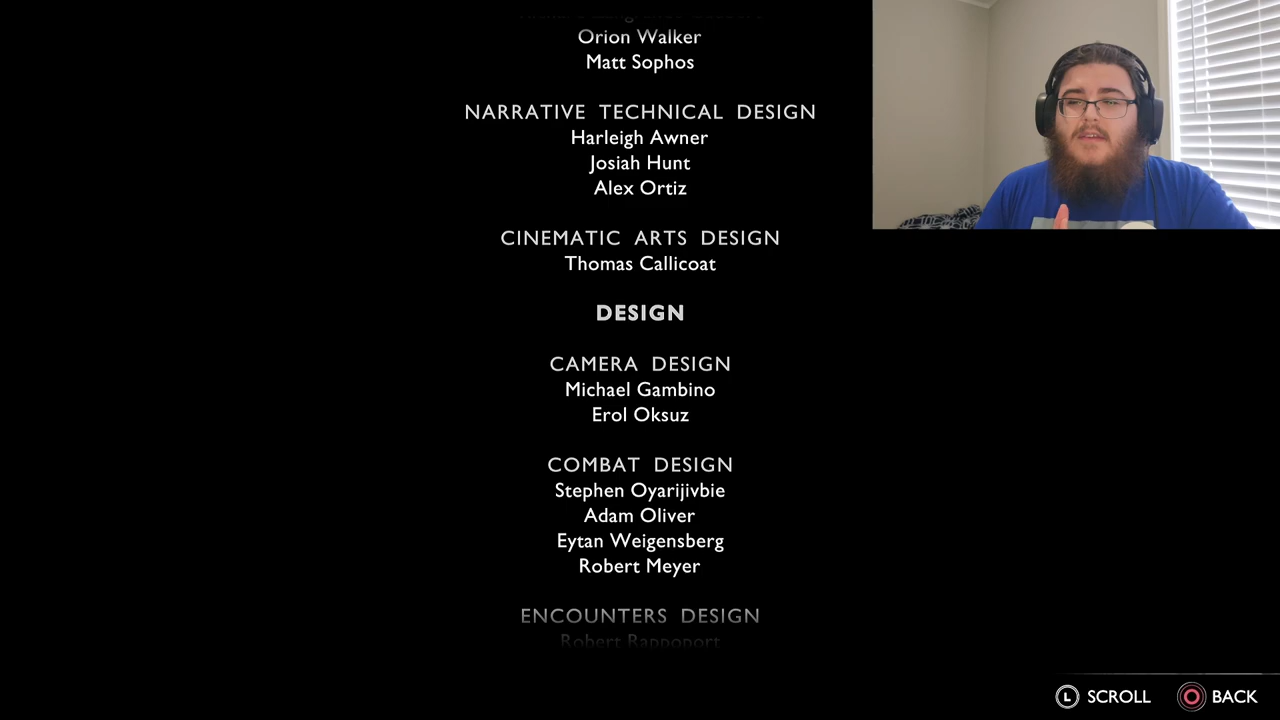 Orion Walker
Matt Sophos
NARRATIVE TECHNICAL DESIGN
Harleigh Awner
Josiah Hunt
Alex Ortiz
CINEMATIC ARTS DESIGN
Thomas Callicoat
DESIGN
CAMERA DESIGN
Michael Gambino
Erol Oksuz
COMBAT DESIGN
Stephen Oyarijivbie
Adam Oliver
Eytan Weigensberg
Robert Meyer
ENCOUNTERS DESIGN
Robert Rappoport
L SCROLL
BACK